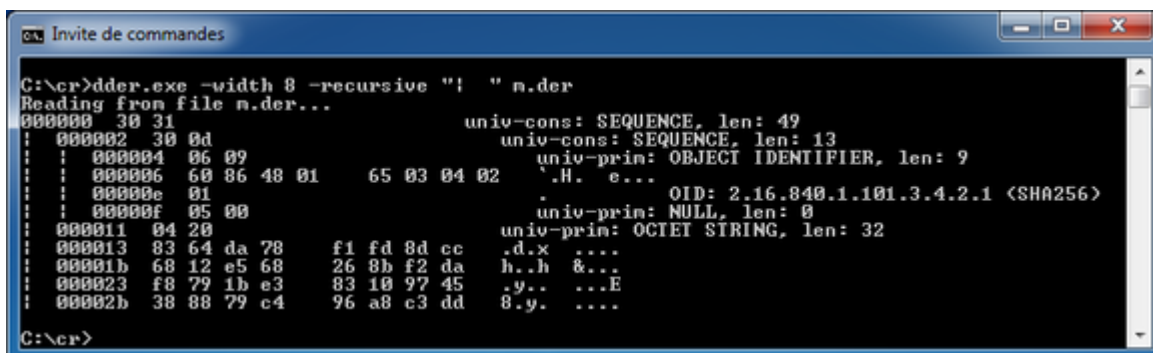 Invite de commandes
C:\cr>dder.exe -width 8 -recursive "¦  " m.der
Reading from file m.der...
000000  30 31                               univ-cons: SEQUENCE, len: 49
¦  000002  30 0d                               univ-cons: SEQUENCE, len: 13
¦  ¦  000004  06 09                               univ-prim: OBJECT IDENTIFIER, len: 9
¦  ¦  000006  60 86 48 01    65 03 04 02   `.H.  e...
¦  ¦  00000e  01                            .           OID: 2.16.840.1.101.3.4.2.1 (SHA256)
¦  ¦  00000f  05 00                               univ-prim: NULL, len: 0
¦  000011  04 20                               univ-prim: OCTET STRING, len: 32
¦  000013  83 64 da 78    f1 fd 8d cc   .d.x  ....
¦  00001b  68 12 e5 68    26 8b f2 da   h..h  &...
¦  000023  f8 79 1b e3    83 10 97 45   .y..  ...E
¦  00002b  38 88 79 c4    96 a8 c3 dd   8.y.  ....
C:\cr>